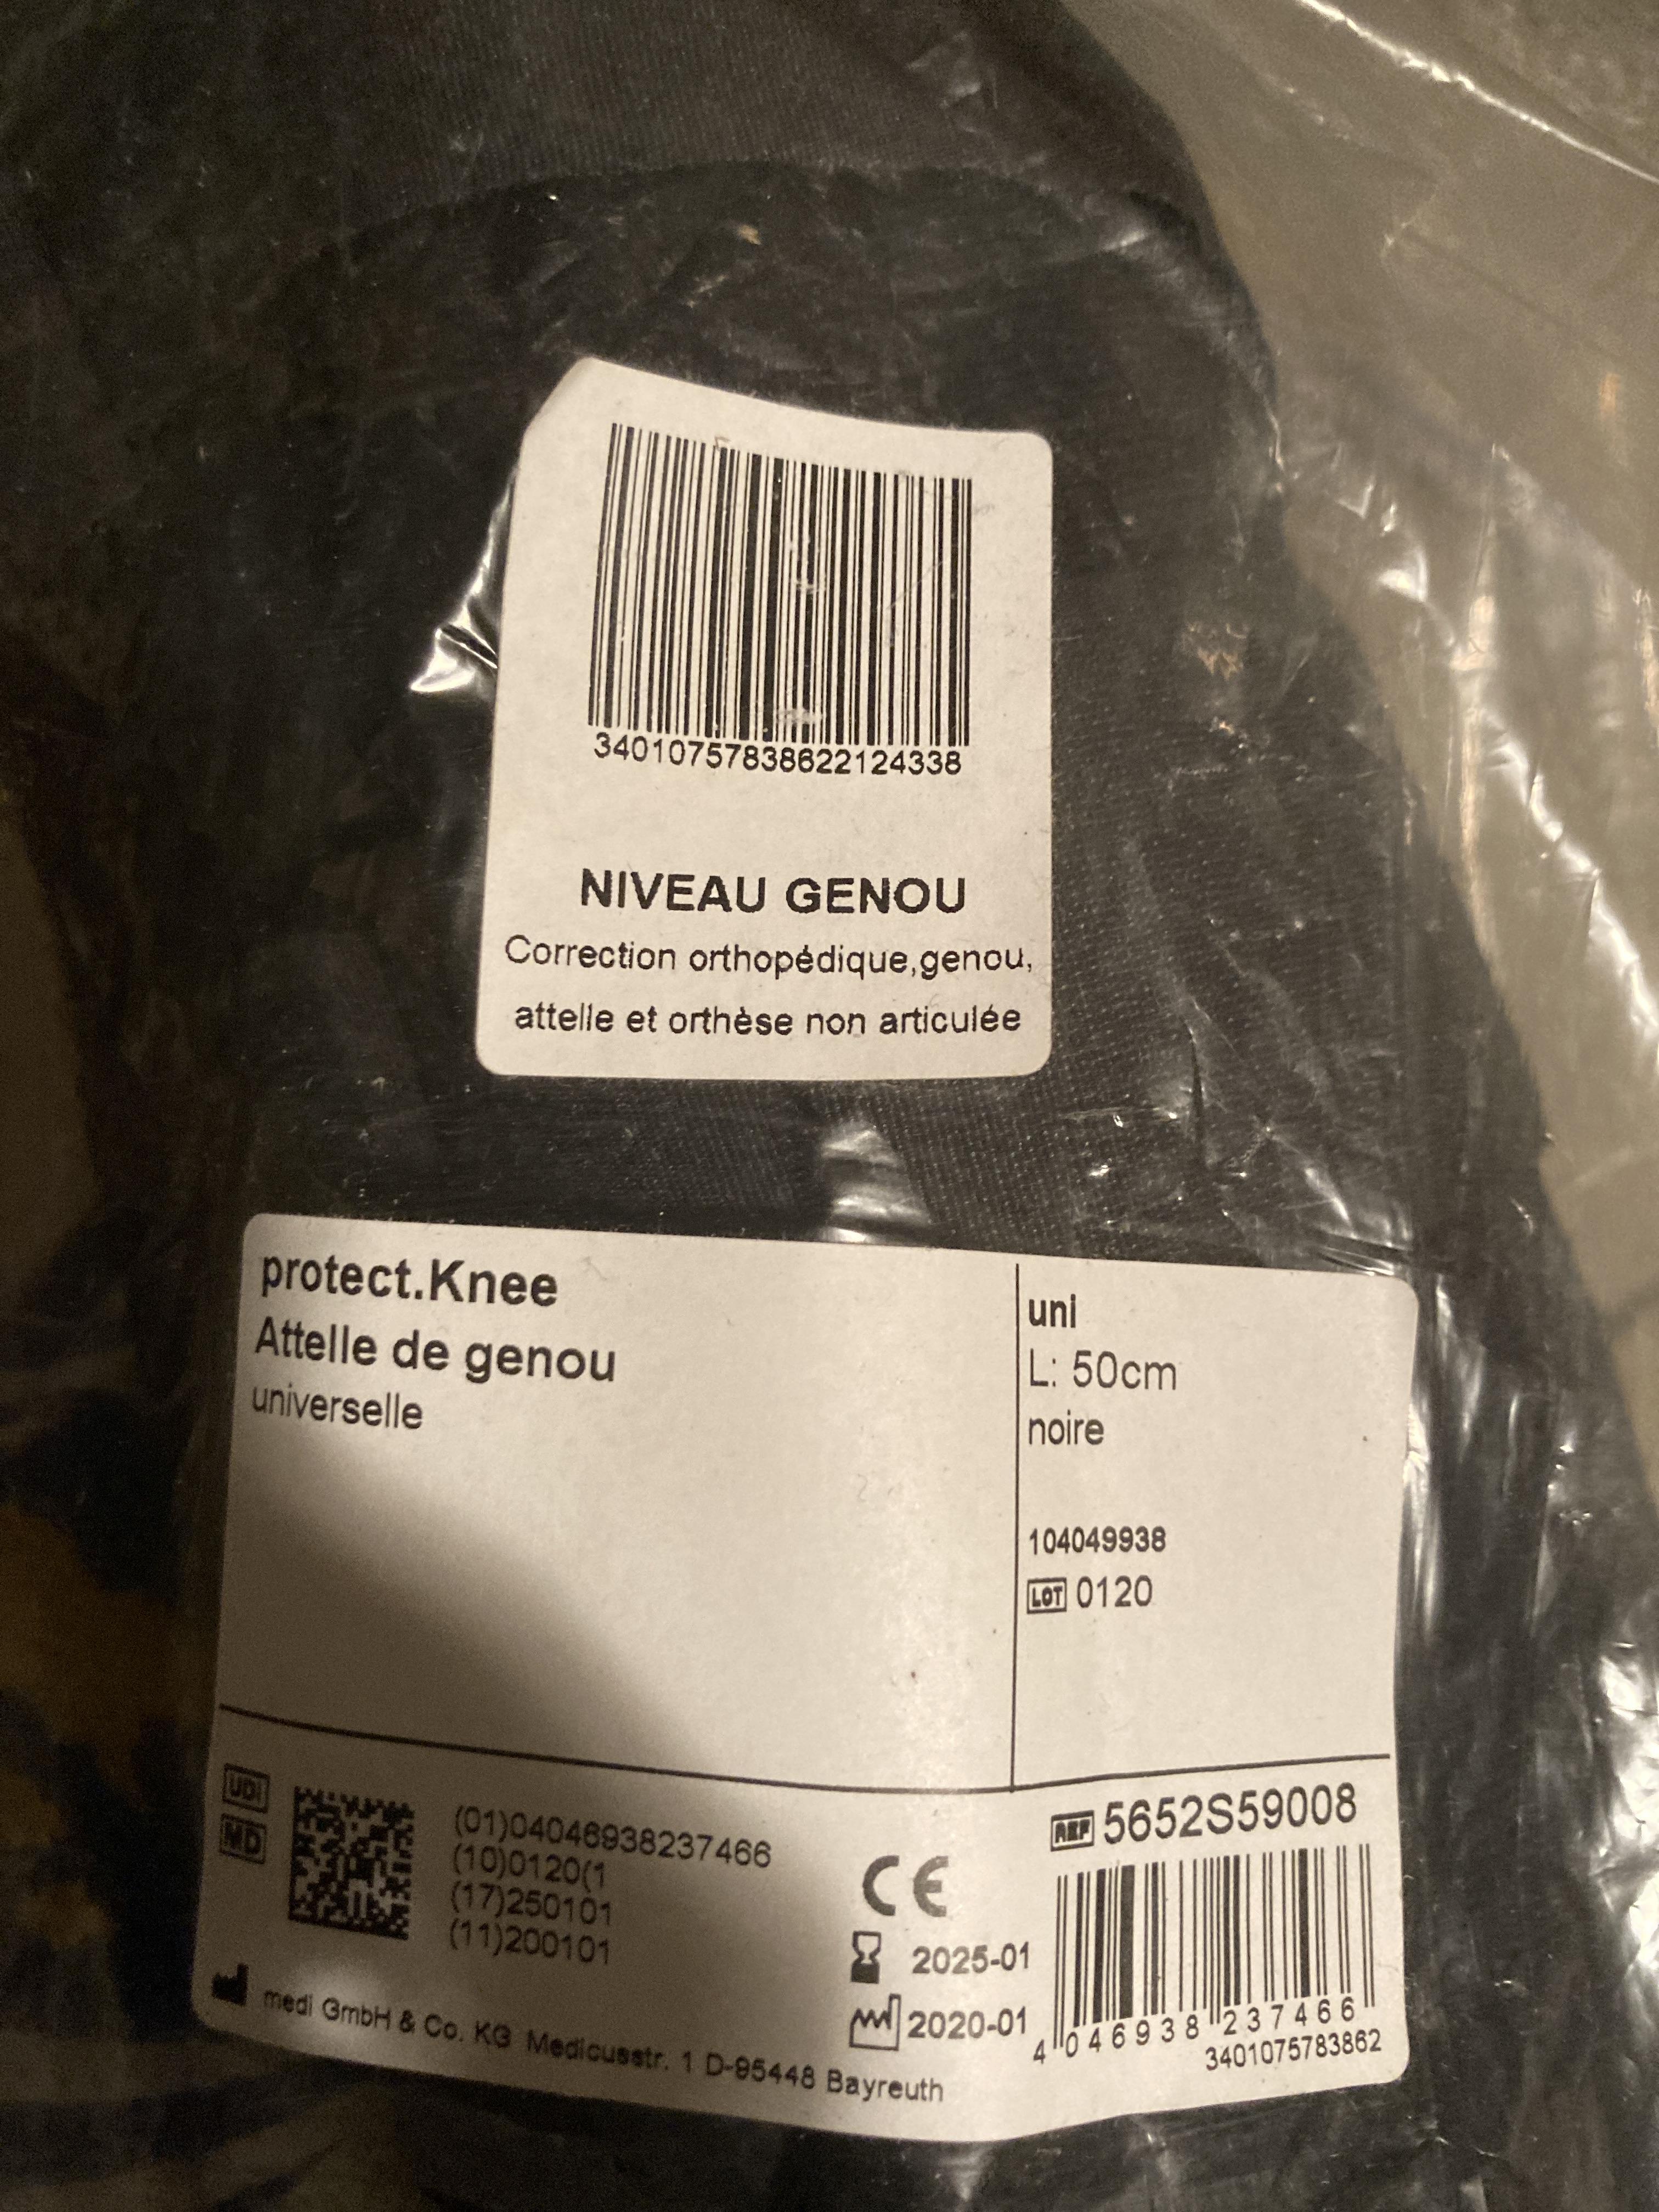 34010757838622124338
NIVEAU GENOU
Correction orthopédique,genou,
attelle et orthèse non articulée
protect.Knee
Attelle de genou
universelle
uni
L: 50cm
noire
104049938
LOT 0120
UDI
MD
(01)04046938237466
(10)0120(1
(17)250101
(11)200101
CE
2025-01
2020-01
REF 5652S59008
4 046938 237466
3401075783862
medi GmbH & Co. KG Medicusstr. 1 D-95448 Bayreuth